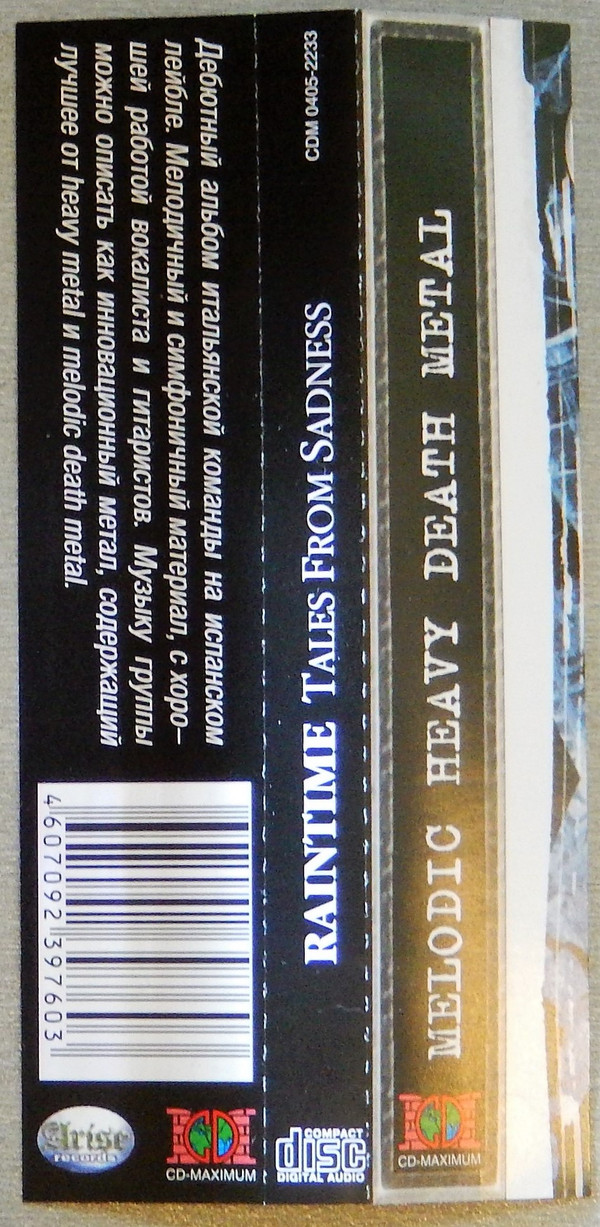 Дебютный альбом итальянской команды на испанском
лейбле. Мелодичный и симфоничный материал, с хоро–
шей работой вокалиста и гитаристов. Музыку группы
можно описать как инновационный метал, содержащий
лучшее от heavy metal и melodic death metal.
4 607092 397603
Arise
records
CD-MAXIMUM
CDM 0405-2233
RAINTIME TALES FROM SADNESS
COMPACT
disc
DIGITAL AUDIO
MELODIC HEAVY DEATH METAL
CD-MAXIMUM